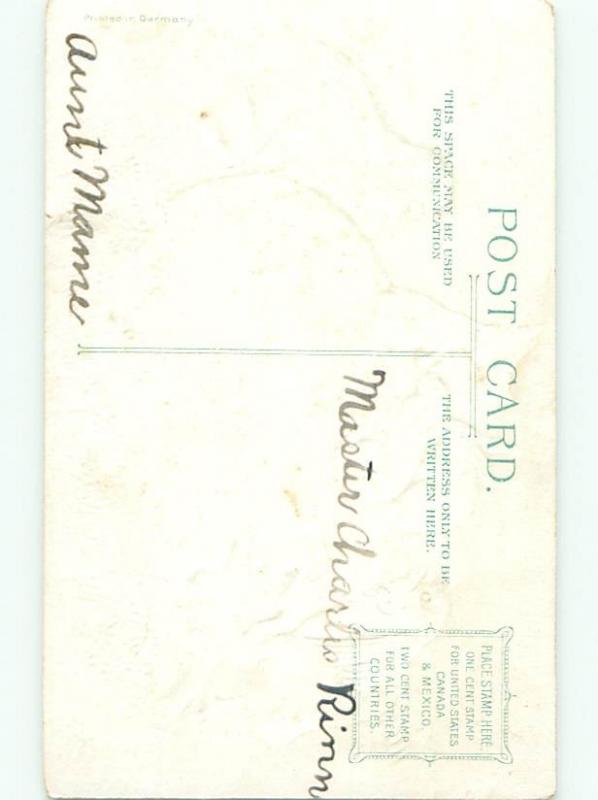 POST CARD.
THIS SPACE MAY BE USED
FOR COMMUNICATION
THE ADDRESS ONLY TO BE
WRITTEN HERE.
PLACE STAMP HERE
ONE CENT STAMP
FOR UNITED STATES
CANADA
& MEXICO.
TWO CENT STAMP
FOR ALL OTHER
COUNTRIES.
Master Charles Rinn
Aunt Mame
Printed in Germany